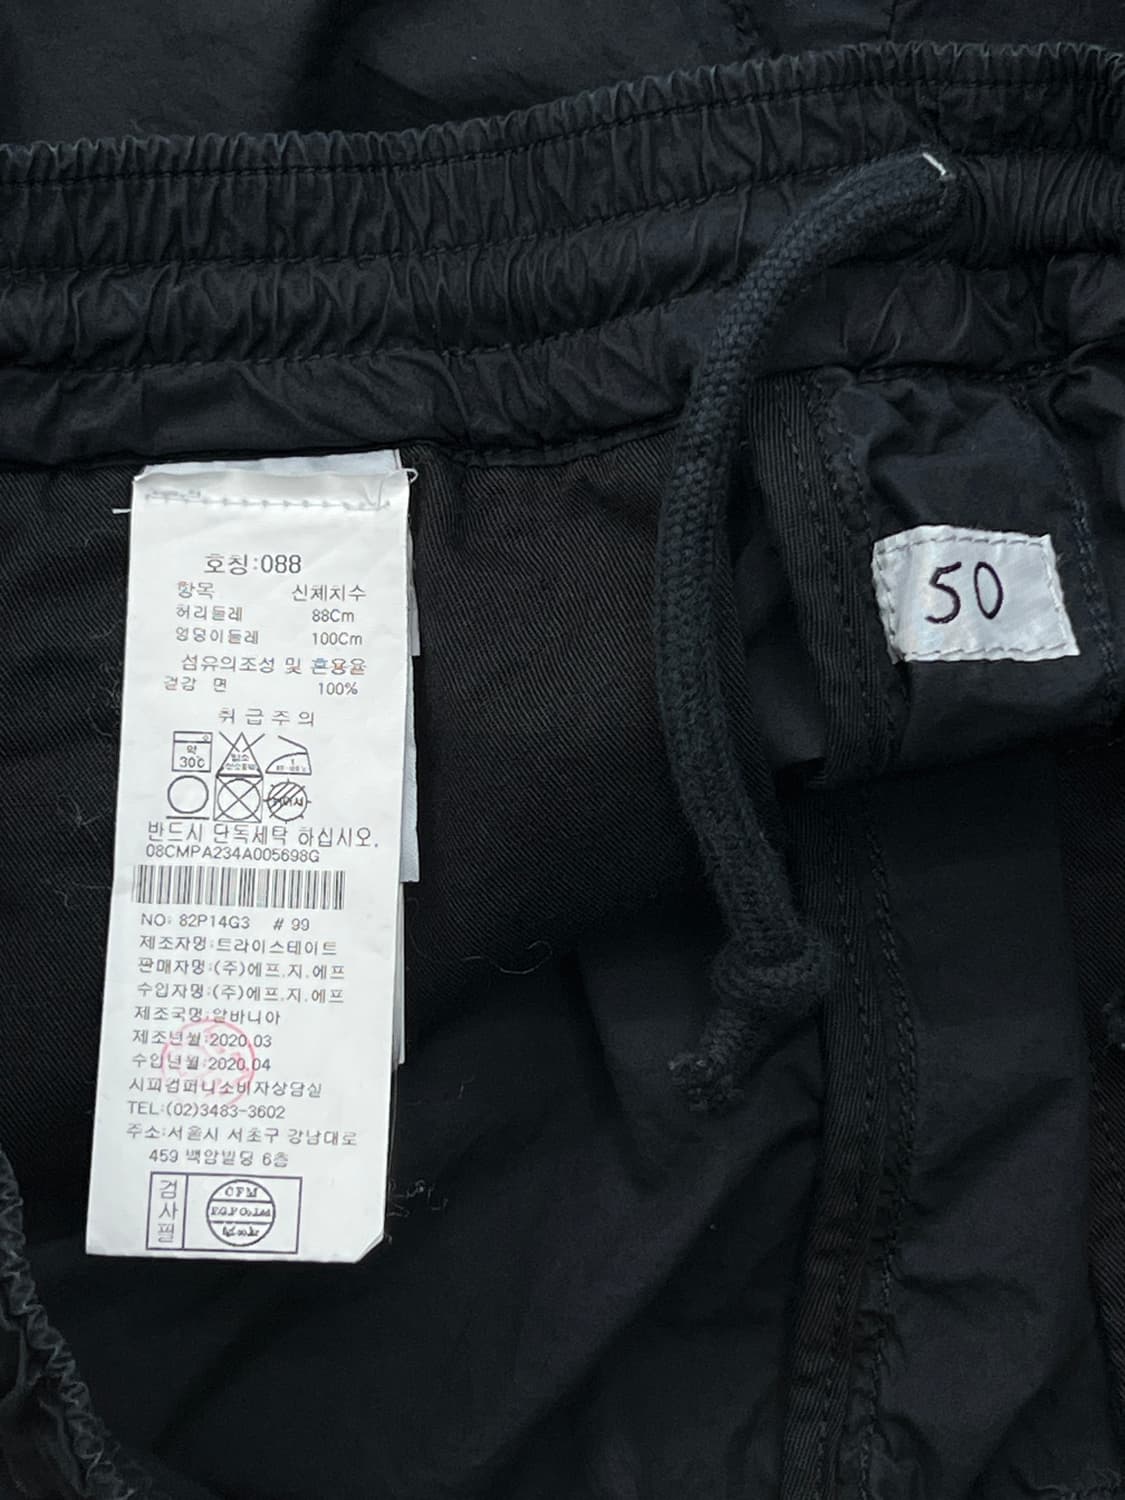 호칭:088
항목 신체치수
허리둘레 88Cm
엉덩이둘레 100Cm
섬유의조성 및 혼용율
겉감 면 100%
취급주의
약
30℃
반드시 단독세탁 하십시오.
08CMPA234A005698G
NO: 82P14G3 # 99
제조자명:트라이스테이트
판매자명:(주)에프.지.에프
수입자명:(주)에프.지.에프
제조국명:알바니아
제조년월:2020.03
수입년월:2020.04
시피컴퍼니소비자상담실
TEL:(02)3483-3602
주소:서울시 서초구 강남대로
459 백암빌딩 6층
검사필
CFM
F.G.F Co.Ltd
50